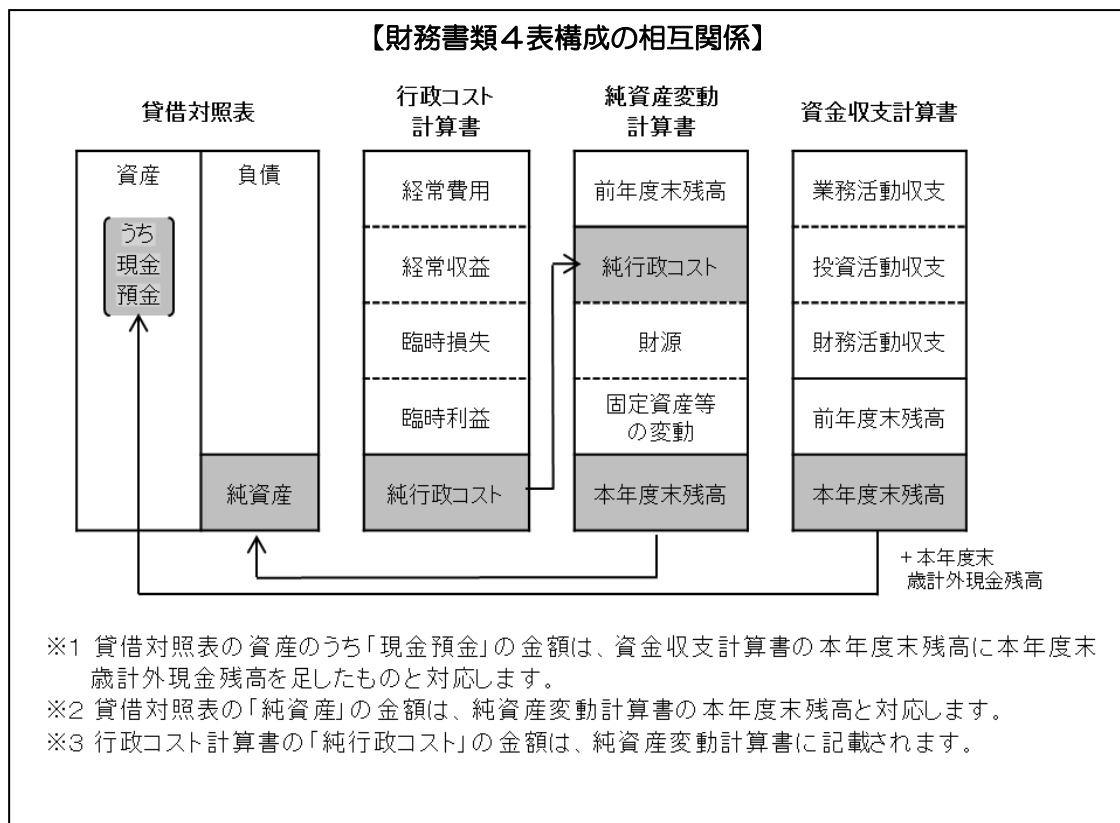 【財務書類４表構成の相互関係】
貸借対照表
行政コスト
計算書
純資産変動
計算書
資金収支計算書
資産
負債
うち
現金
預金
純資産
経常費用
経常収益
臨時損失
臨時利益
純行政コスト
前年度末残高
純行政コスト
財源
固定資産等
の変動
本年度末残高
業務活動収支
投資活動収支
財務活動収支
前年度末残高
本年度末残高
＋本年度末
歳計外現金残高
※1 貸借対照表の資産のうち「現金預金」の金額は、資金収支計算書の本年度末残高に本年度末
歳計外現金残高を足したものと対応します。
※2 貸借対照表の「純資産」の金額は、純資産変動計算書の本年度末残高と対応します。
※3 行政コスト計算書の「純行政コスト」の金額は、純資産変動計算書に記載されます。